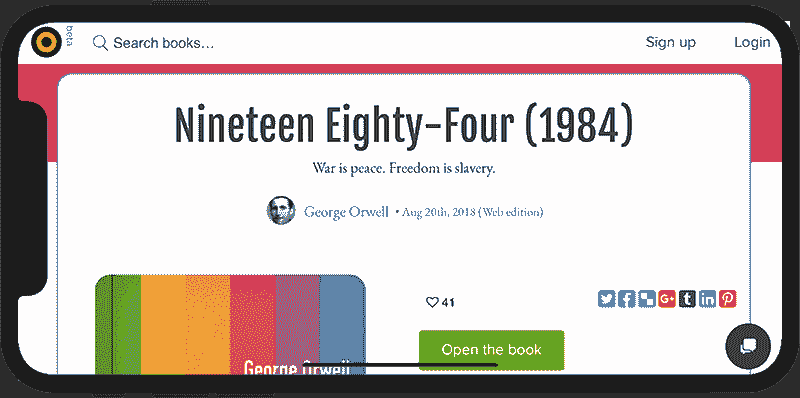 beta
Search books...
Sign up
Login
Nineteen Eighty-Four (1984)
War is peace. Freedom is slavery.
George Orwell • Aug 20th, 2018 (Web edition)
41
Open the book
George Orwell